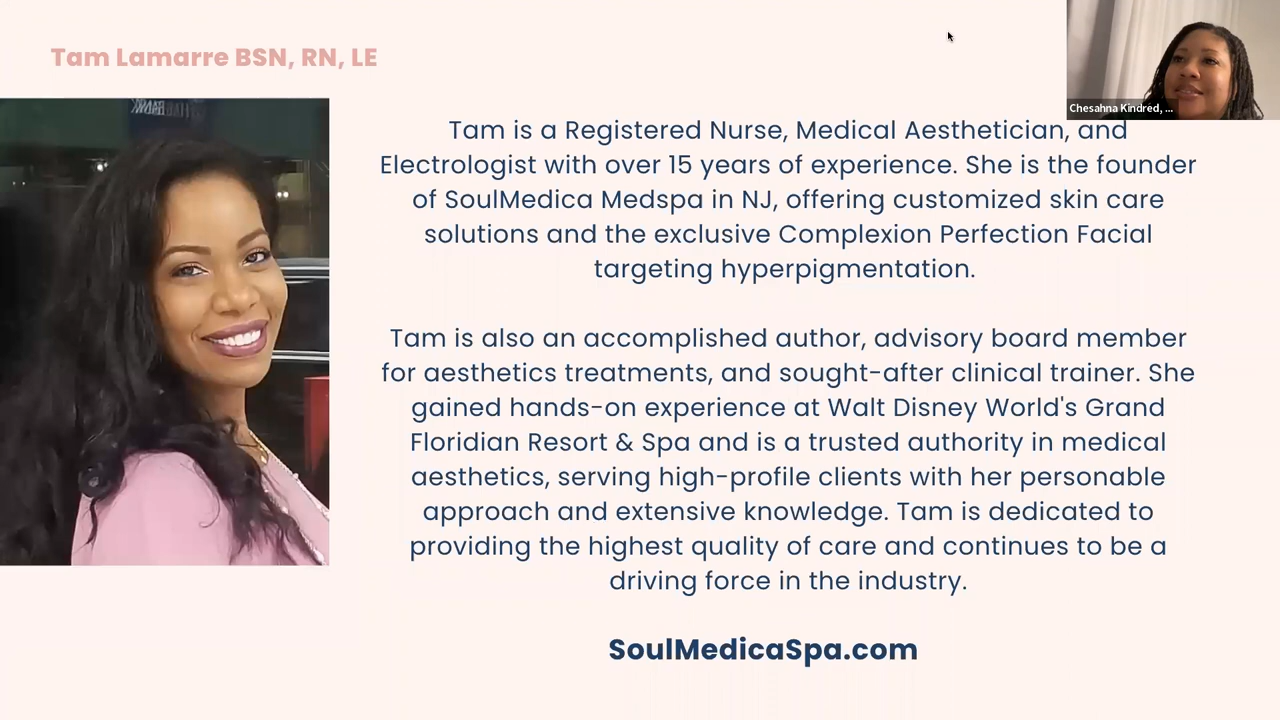 Tam Lamarre BSN, RN, LE
Chesahna Kindred, ...
Tam is a Registered Nurse, Medical Aesthetician, and
Electrologist with over 15 years of experience. She is the founder
of SoulMedica Medspa in NJ, offering customized skin care
solutions and the exclusive Complexion Perfection Facial
targeting hyperpigmentation.
Tam is also an accomplished author, advisory board member
for aesthetics treatments, and sought-after clinical trainer. She
gained hands-on experience at Walt Disney World's Grand
Floridian Resort & Spa and is a trusted authority in medical
aesthetics, serving high-profile clients with her personable
approach and extensive knowledge. Tam is dedicated to
providing the highest quality of care and continues to be a
driving force in the industry.
SoulMedicaSpa.com